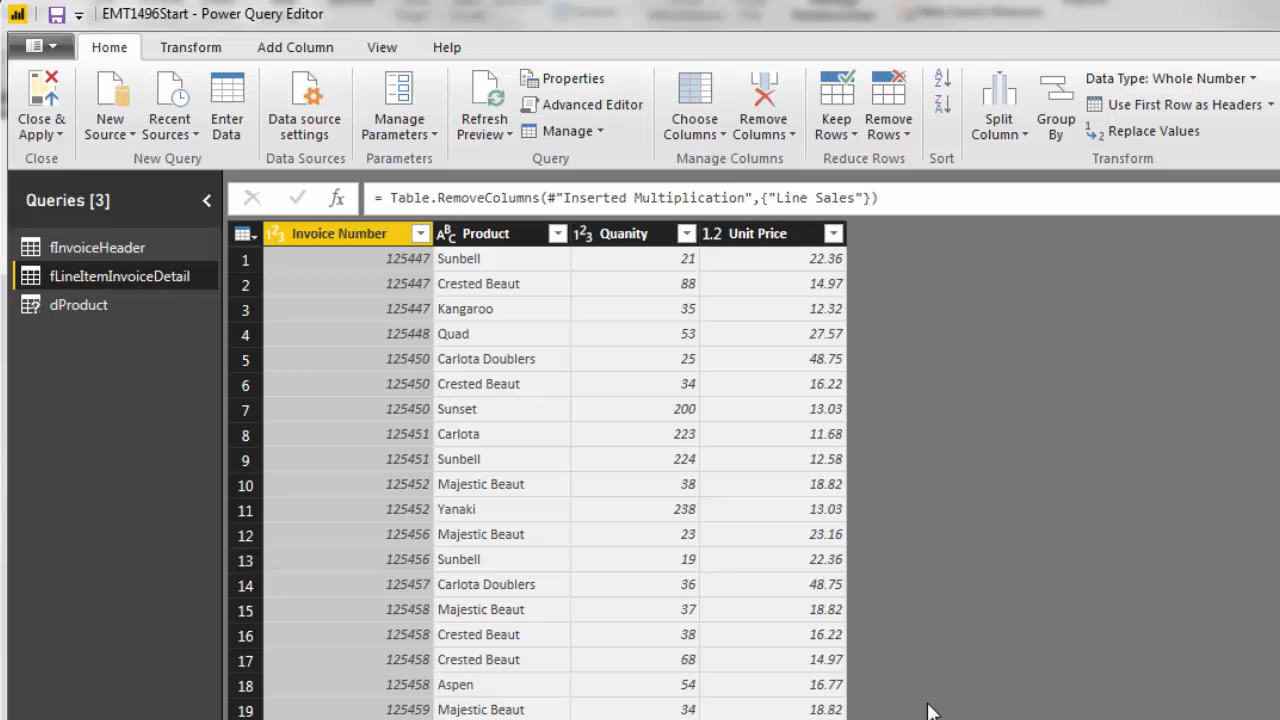 EMT1496Start - Power Query Editor
Home Transform Add Column View Help
Close & Apply
New Source
Recent Sources
Enter Data
Data source settings
Manage Parameters
Refresh Preview
Properties
Advanced Editor
Manage
Choose Columns
Remove Columns
Keep Rows
Remove Rows
Split Column
Group By
Data Type: Whole Number
Use First Row as Headers
Replace Values
Close New Query Data Sources Parameters Query Manage Columns Reduce Rows Sort Transform
Queries [3]
fInvoiceHeader
fLineItemInvoiceDetail
dProduct
= Table.RemoveColumns(#"Inserted Multiplication",{"Line Sales"})
Invoice Number Product Quanity 1.2 Unit Price
1 125447 Sunbell 21 22.36
2 125447 Crested Beaut 88 14.97
3 125447 Kangaroo 35 12.32
4 125448 Quad 53 27.57
5 125450 Carlota Doublers 25 48.75
6 125450 Crested Beaut 34 16.22
7 125450 Sunset 200 13.03
8 125451 Carlota 223 11.68
9 125451 Sunbell 224 12.58
10 125452 Majestic Beaut 38 18.82
11 125452 Yanaki 238 13.03
12 125456 Majestic Beaut 23 23.16
13 125456 Sunbell 19 22.36
14 125457 Carlota Doublers 36 48.75
15 125458 Majestic Beaut 37 18.82
16 125458 Crested Beaut 38 16.22
17 125458 Crested Beaut 68 14.97
18 125458 Aspen 54 16.77
19 125459 Majestic Beaut 34 18.82